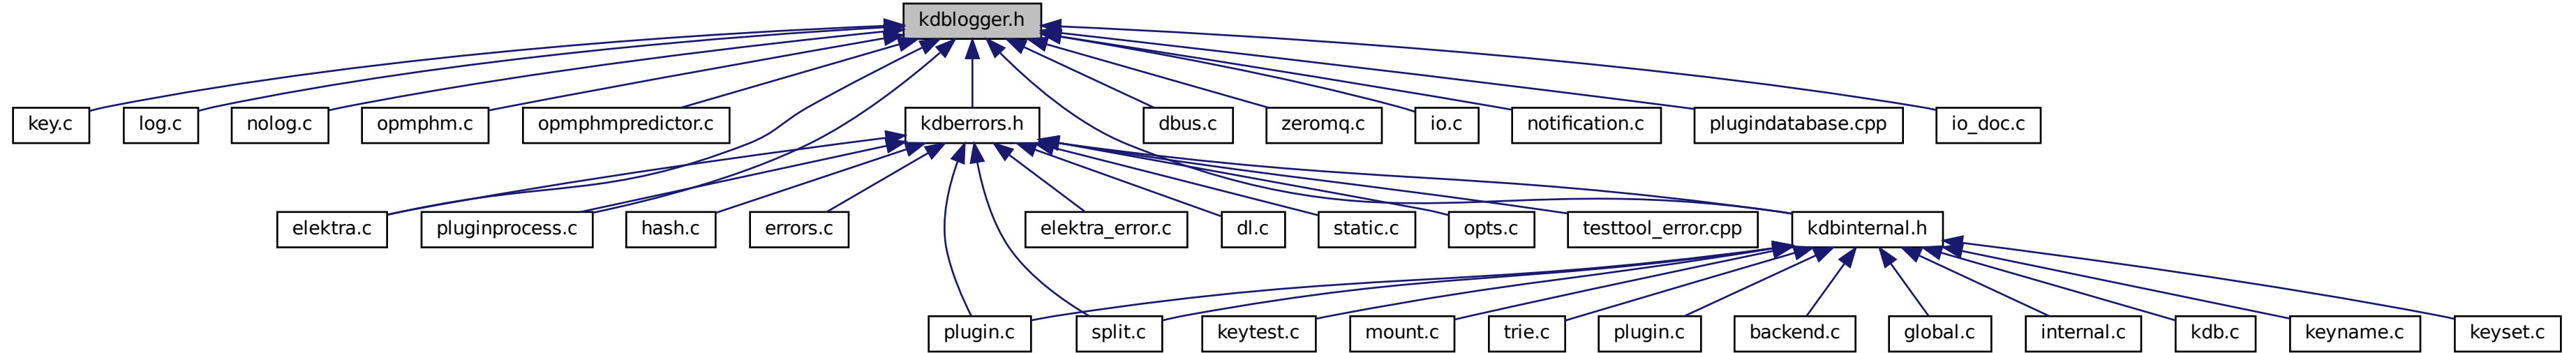 kdblogger.h
key.c
log.c
nolog.c
opmphm.c
opmphmpredictor.c
kdberrors.h
dbus.c
zeromq.c
io.c
notification.c
plugindatabase.cpp
io_doc.c
elektra.c
pluginprocess.c
hash.c
errors.c
elektra_error.c
dl.c
static.c
opts.c
testtool_error.cpp
kdbinternal.h
plugin.c
split.c
keytest.c
mount.c
trie.c
plugin.c
backend.c
global.c
internal.c
kdb.c
keyname.c
keyset.c